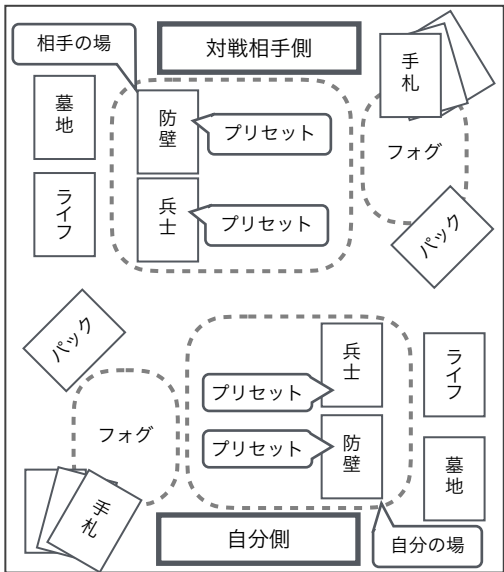 相手の場
対戦相手側
手札
墓地
防壁
プリセット
フォグ
ライフ
兵士
プリセット
パック
パック
兵士
ライフ
プリセット
フォグ
プリセット
防壁
墓地
手札
自分側
自分の場